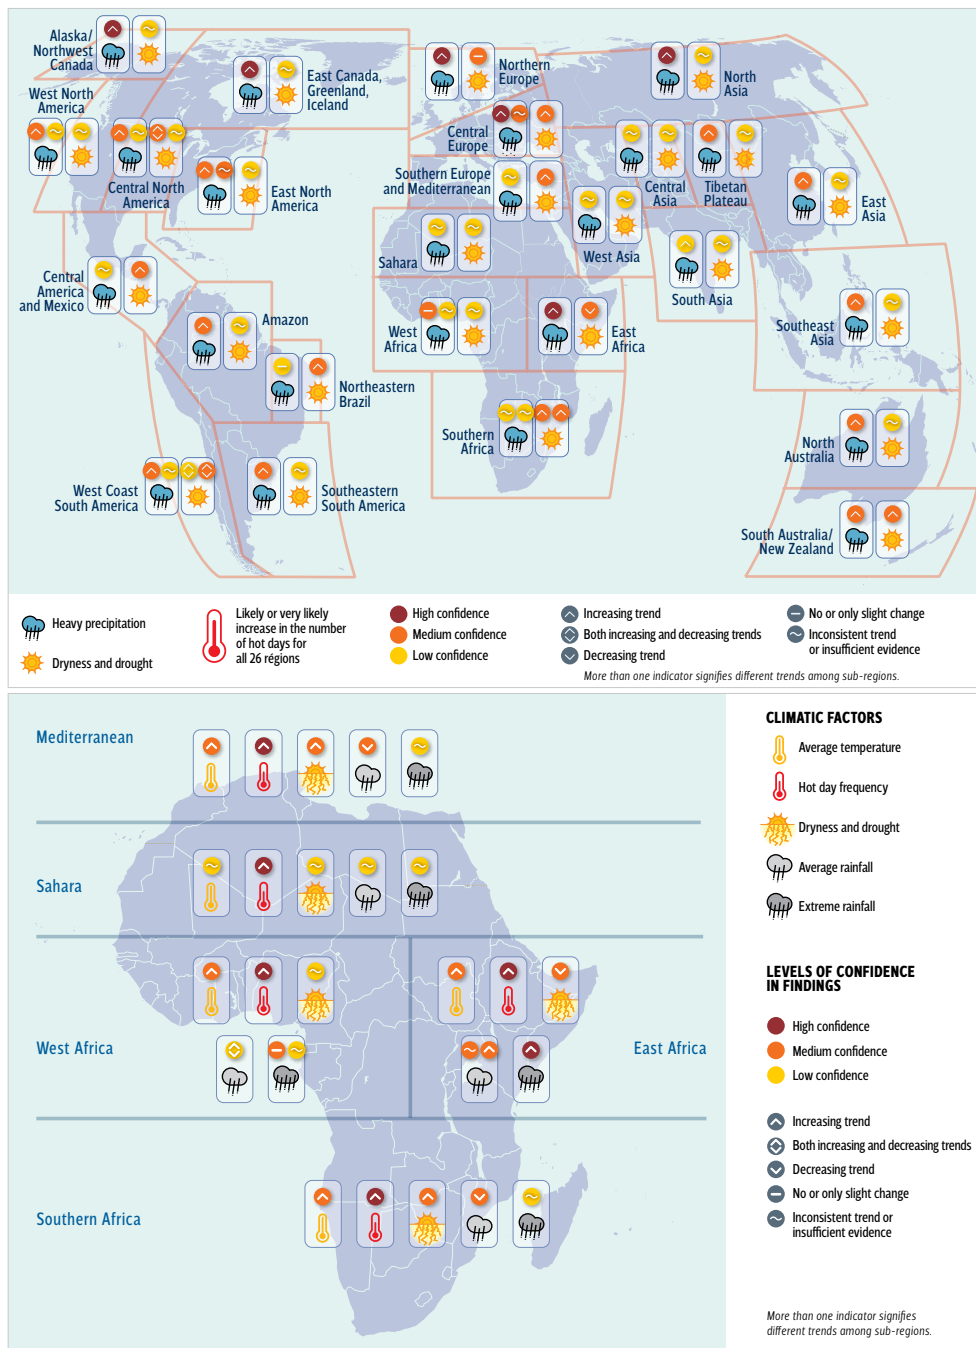 Alaska/
Northwest
Canada
East Canada,
Greenland,
Iceland
Northern
Europe
North
Asia
West North
America
Central North
America
East North
America
Central
Europe
Southern Europe
and Mediterranean
Central
Asia
Tibetan
Plateau
East
Asia
West Asia
South Asia
Sahara
Central
America
and Mexico
Amazon
Northeastern
Brazil
West
Africa
East
Africa
Southeast
Asia
Southern
Africa
North
Australia
West Coast
South America
Southeastern
South America
South Australia/
New Zealand
Heavy precipitation
Dryness and drought
Likely or very likely
increase in the number
of hot days for
all 26 régions
High confidence
Medium confidence
Low confidence
Increasing trend
Both increasing and decreasing trends
Decreasing trend
No or only slight change
Inconsistent trend
or insufficient evidence
More than one indicator signifies different trends among sub-regions.
Mediterranean
Sahara
West Africa
East Africa
Southern Africa
CLIMATIC FACTORS
Average temperature
Hot day frequency
Dryness and drought
Average rainfall
Extreme rainfall
LEVELS OF CONFIDENCE
IN FINDINGS
High confidence
Medium confidence
Low confidence
Increasing trend
Both increasing and decreasing trends
Decreasing trend
No or only slight change
Inconsistent trend or
insufficient evidence
More than one indicator signifies
different trends among sub-regions.